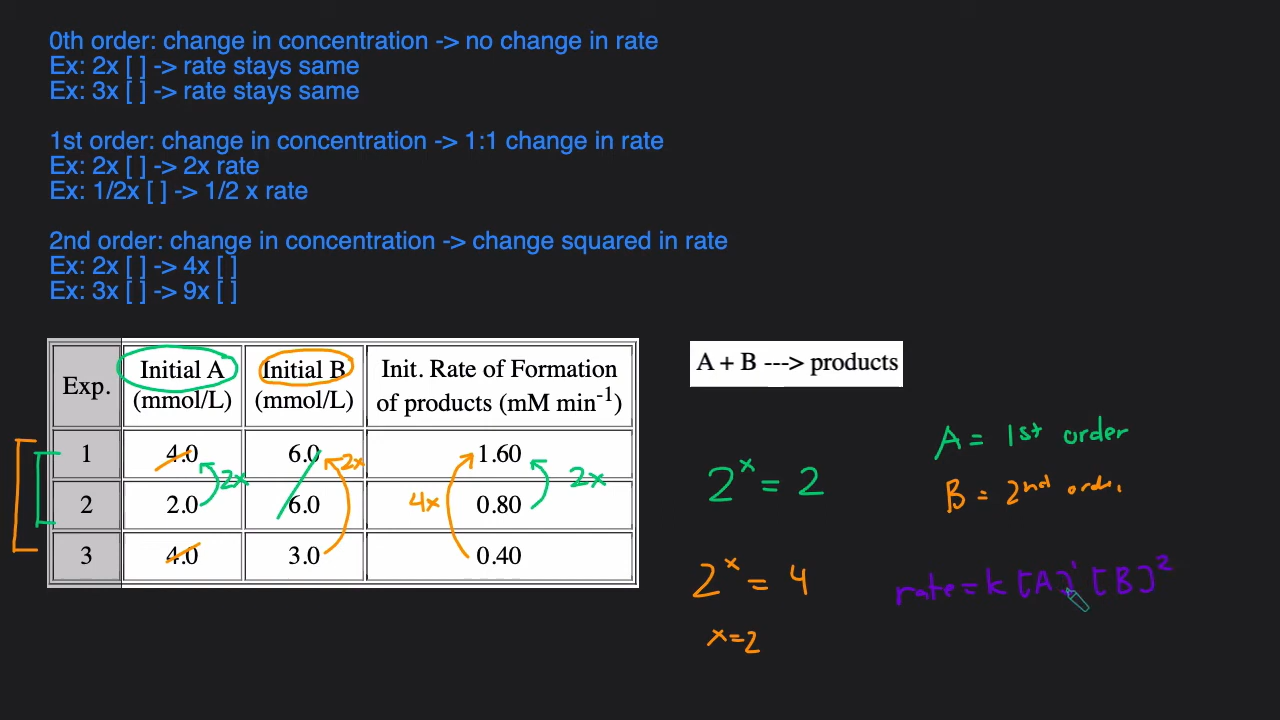 0th order: change in concentration -> no change in rate
Ex: 2x [ ] -> rate stays same
Ex: 3x [ ] -> rate stays same
1st order: change in concentration -> 1:1 change in rate
Ex: 2x [ ] -> 2x rate
Ex: 1/2x [ ] -> 1/2 x rate
2nd order: change in concentration -> change squared in rate
Ex: 2x [ ] -> 4x [ ]
Ex: 3x [ ] -> 9x [ ]
Exp. Initial A (mmol/L) Initial B (mmol/L) Init. Rate of Formation of products (mM min⁻¹)
1 4.0 6.0 1.60
2 2.0 6.0 0.80
3 4.0 3.0 0.40
2x 2x 4x 2x
A + B ---> products
A = 1st order
B = 2nd order
2ˣ = 2
2ˣ = 4
x=2
rate = k [A]¹ [B]²